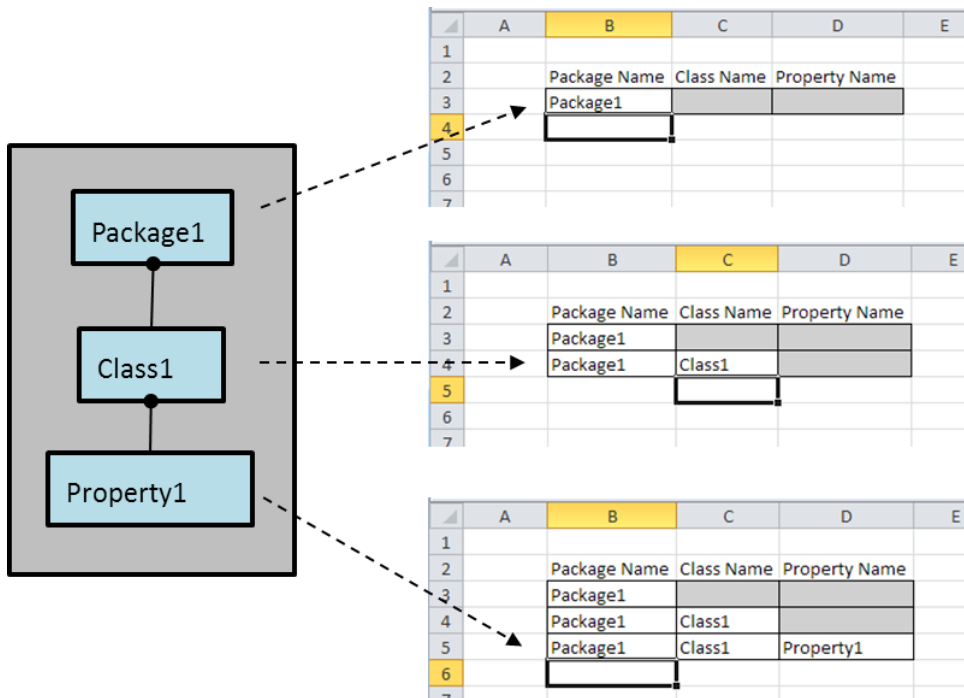 Package1
Class1
Property1
A B C D E
1
2 Package Name Class Name Property Name
3 Package1
4
5
6
7
A B C D E
1
2 Package Name Class Name Property Name
3 Package1
4 Package1 Class1
5
6
7
A B C D E
1
2 Package Name Class Name Property Name
3 Package1
4 Package1 Class1
5 Package1 Class1 Property1
6
7